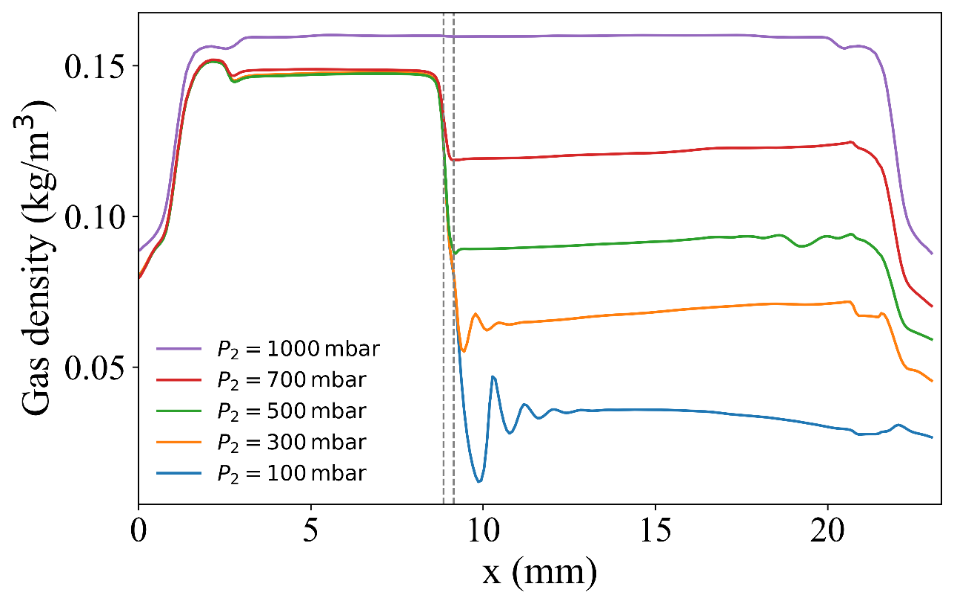 Gas density (kg/m³)
0.15
0.10
0.05
P₂ = 1000 mbar
P₂ = 700 mbar
P₂ = 500 mbar
P₂ = 300 mbar
P₂ = 100 mbar
0 5 10 15 20
x (mm)